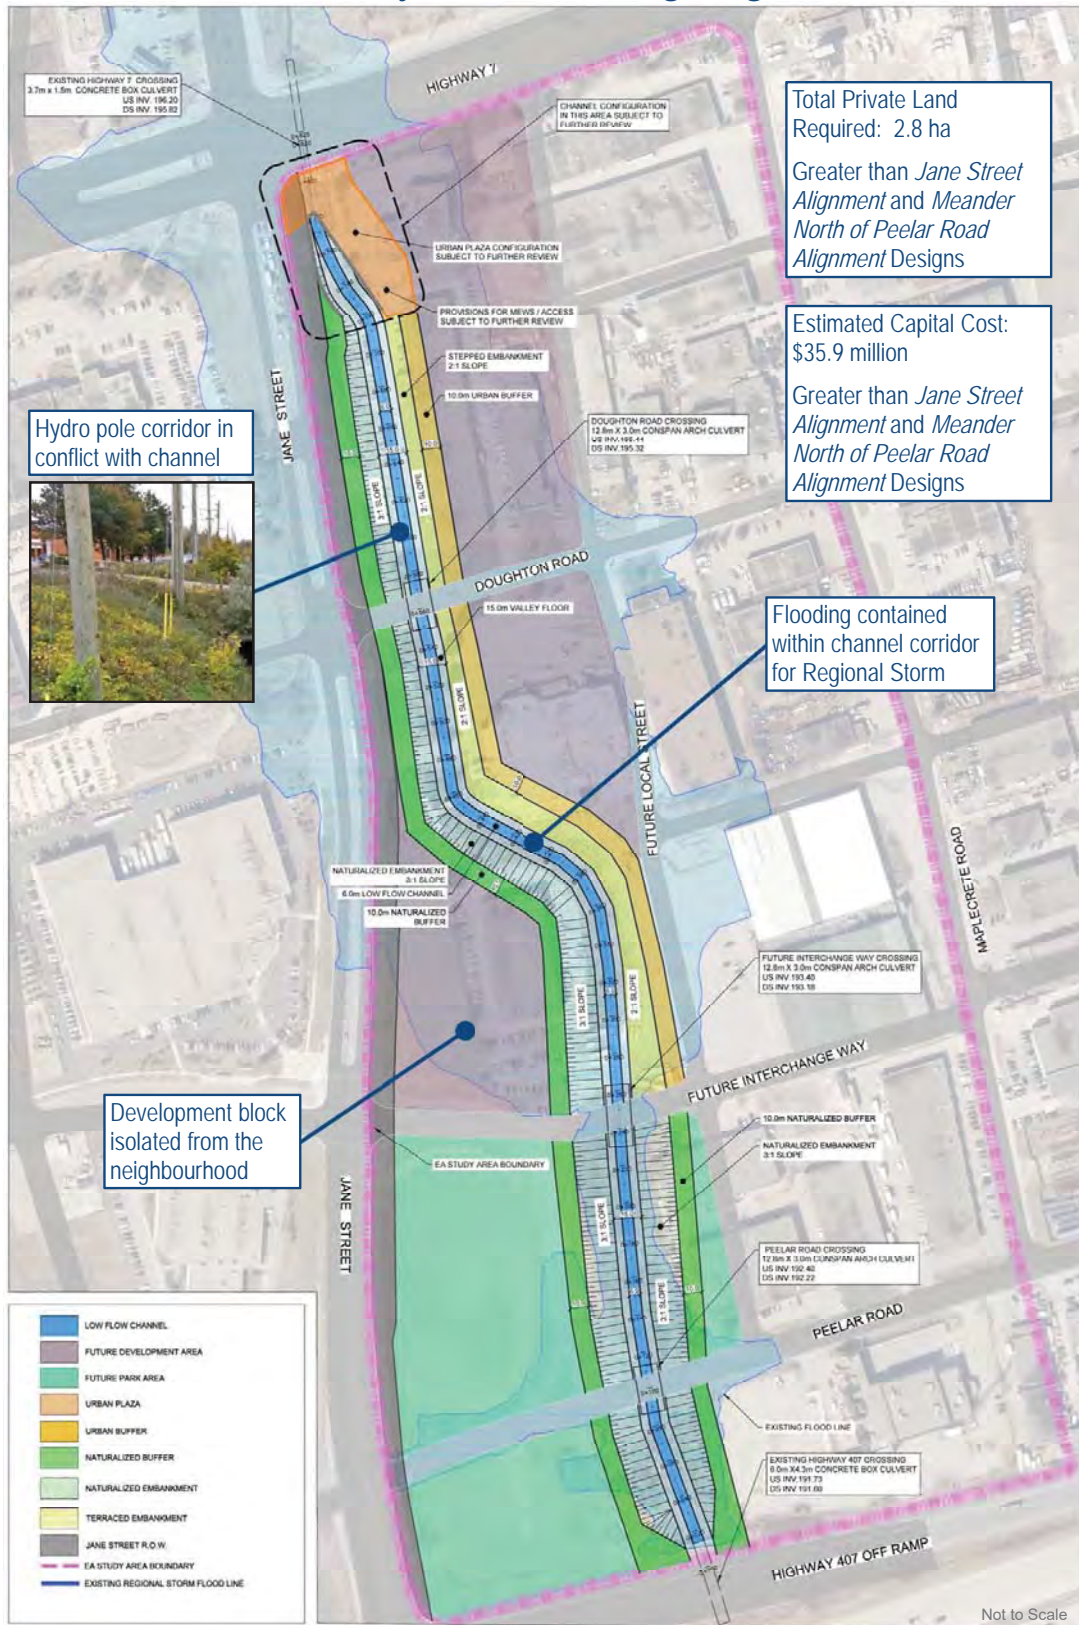 EXISTING HIGHWAY 7 CROSSING
3.7m x 1.5m CONCRETE BOX CULVERT
US INV. 196.20
DS INV. 195.82
HIGHWAY 7
CHANNEL CONFIGURATION
IN THIS AREA SUBJECT TO
FURTHER REVIEW
Total Private Land
Required: 2.8 ha
Greater than Jane Street
Alignment and Meander
North of Peelar Road
Alignment Designs
URBAN PLAZA CONFIGURATION
SUBJECT TO FURTHER REVIEW
PROVISIONS FOR MEWS / ACCESS
SUBJECT TO FURTHER REVIEW
Estimated Capital Cost:
$35.9 million
Greater than Jane Street
Alignment and Meander
North of Peelar Road
Alignment Designs
STEPPED EMBANKMENT
2:1 SLOPE
10.0m URBAN BUFFER
JANE STREET
Hydro pole corridor in
conflict with channel
DOUGHTON ROAD CROSSING
12.8m X 3.0m CONSPAN ARCH CULVERT
DS INV. 195.32
3:1 SLOPE
2:1 SLOPE
DOUGHTON ROAD
15.0m VALLEY FLOOR
Flooding contained
within channel corridor
for Regional Storm
2:1 SLOPE
FUTURE LOCAL STREET
NATURALIZED EMBANKMENT
3:1 SLOPE
6.0m LOW FLOW CHANNEL
10.0m NATURALIZED
BUFFER
MAPLECRETE ROAD
FUTURE INTERCHANGE WAY CROSSING
12.8m X 3.0m CONSPAN ARCH CULVERT
US INV. 193.40
DS INV. 193.18
3:1 SLOPE
2:1 SLOPE
FUTURE INTERCHANGE WAY
Development block
isolated from the
neighbourhood
10.0m NATURALIZED BUFFER
NATURALIZED EMBANKMENT
3:1 SLOPE
EA STUDY AREA BOUNDARY
JANE STREET
3:1 SLOPE
PEELAR ROAD CROSSING
12.8m X 3.0m CONSPAN ARCH CULVERT
US INV. 192.40
DS INV. 192.22
3:1 SLOPE
PEELAR ROAD
EXISTING FLOOD LINE
EXISTING HIGHWAY 407 CROSSING
6.0m X4.3m CONCRETE BOX CULVERT
US INV 191.73
HIGHWAY 407 OFF RAMP
LOW FLOW CHANNEL
FUTURE DEVELOPMENT AREA
FUTURE PARK AREA
URBAN PLAZA
URBAN BUFFER
NATURALIZED BUFFER
NATURALIZED EMBANKMENT
TERRACED EMBANKMENT
JANE STREET R.O.W.
EA STUDY AREA BOUNDARY
EXISTING REGIONAL STORM FLOOD LINE
Not to Scale